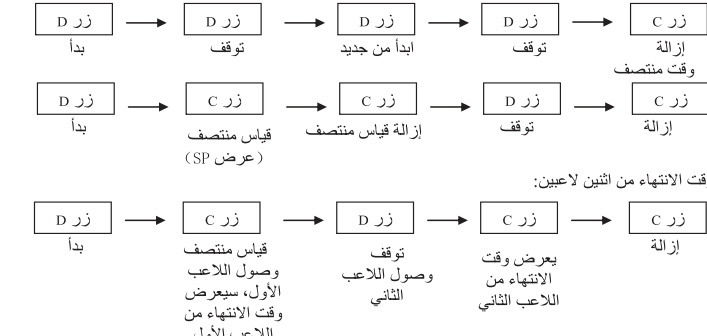 زر D زر D زر D زر D زر C
بدأ توقف ابدأ من جديد توقف إزالة
وقت منتصف
زر D زر C زر C زر D زر C
بدأ قياس منتصف إزالة قياس منتصف توقف إزالة
(عرض SP)
وقت الانتهاء من اثنين لاعبين:
زر D زر C زر D زر C زر C
بدأ قياس منتصف توقف يعرض وقت إزالة
وصول اللاعب وصول اللاعب الانتهاء من
الأول، سيعرض الثاني اللاعب الثاني
وقت الانتهاء من
اللاعب الأول